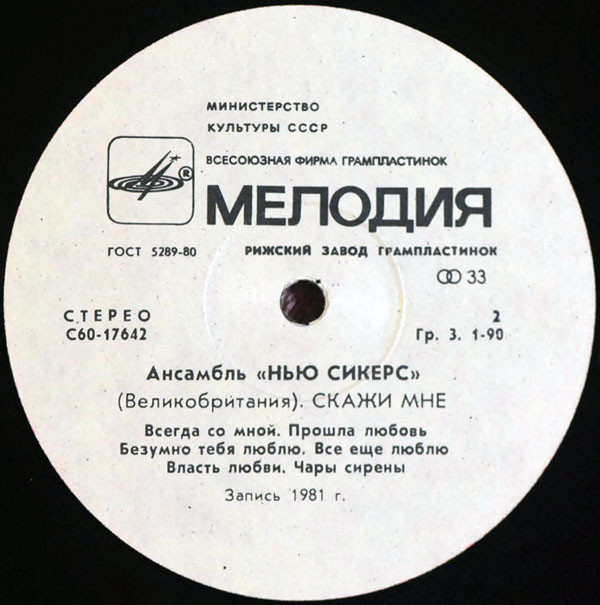 МИНИСТЕРСТВО
КУЛЬТУРЫ СССР
ВСЕСОЮЗНАЯ ФИРМА ГРАМПЛАСТИНОК
®
МЕЛОДИЯ
ГОСТ 5289-80 РИЖСКИЙ ЗАВОД ГРАМПЛАСТИНОК
33
СТЕРЕО 2
С60-17642 Гр. 3. 1-90
Ансамбль «НЬЮ СИКЕРС»
(Великобритания). СКАЖИ МНЕ
Всегда со мной. Прошла любовь
Безумно тебя люблю. Все еще люблю
Власть любви. Чары сирены
Запись 1981 г.